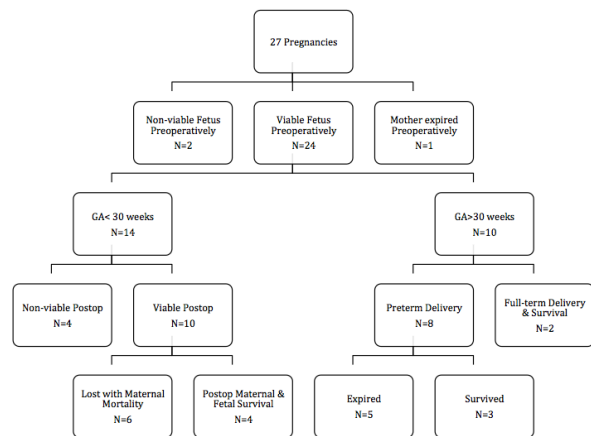 27 Pregnancies
Non-viable Fetus
Preoperatively
N=2
Viable Fetus
Preoperatively
N=24
Mother expired
Preoperatively
N=1
GA< 30 weeks
N=14
GA>30 weeks
N=10
Non-viable Postop
N=4
Viable Postop
N=10
Preterm Delivery
N=8
Full-term Delivery
& Survival
N=2
Lost with Maternal
Mortality
N=6
Postop Maternal &
Fetal Survival
N=4
Expired
N=5
Survived
N=3